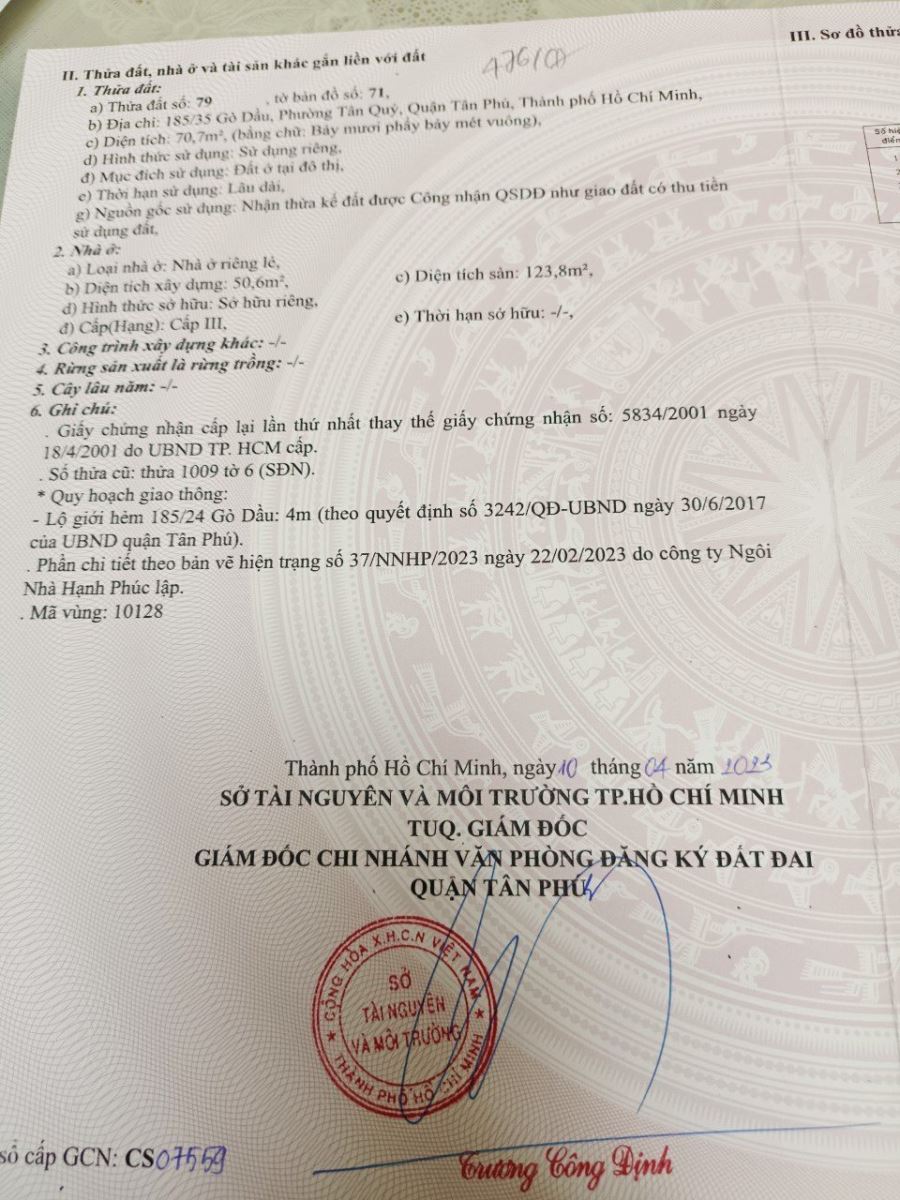 476/CĐ
III. Sơ đồ thửa
II. Thửa đất, nhà ở và tài sản khác gắn liền với đất
1. Thửa đất:
a) Thửa đất số: 79 , tờ bản đồ số: 71,
b) Địa chỉ: 185/35 Gò Dầu, Phường Tân Quý, Quận Tân Phú, Thành phố Hồ Chí Minh,
c) Diện tích: 70,7m², (bằng chữ: Bảy mươi phẩy bảy mét vuông),
d) Hình thức sử dụng: Sử dụng riêng,
đ) Mục đích sử dụng: Đất ở tại đô thị,
e) Thời hạn sử dụng: Lâu dài,
g) Nguồn gốc sử dụng: Nhận thừa kế đất được Công nhận QSDĐ như giao đất có thu tiền
sử dụng đất,
Số hiệ
điểm
1
2
2. Nhà ở:
a) Loại nhà ở: Nhà ở riêng lẻ,
b) Diện tích xây dựng: 50,6m², c) Diện tích sàn: 123,8m²,
d) Hình thức sở hữu: Sở hữu riêng,
đ) Cấp(Hạng): Cấp III, e) Thời hạn sở hữu: -/-,
3. Công trình xây dựng khác: -/-
4. Rừng sản xuất là rừng trồng: -/-
5. Cây lâu năm: -/-
6. Ghi chú:
. Giấy chứng nhận cấp lại lần thứ nhất thay thế giấy chứng nhận số: 5834/2001 ngày
18/4/2001 do UBND TP. HCM cấp.
. Số thửa cũ: thửa 1009 tờ 6 (SĐN).
* Quy hoạch giao thông:
- Lộ giới hẻm 185/24 Gò Dầu: 4m (theo quyết định số 3242/QĐ-UBND ngày 30/6/2017
của UBND quận Tân Phú).
. Phần chi tiết theo bản vẽ hiện trạng số 37/NNHP/2023 ngày 22/02/2023 do công ty Ngôi
Nhà Hạnh Phúc lập.
. Mã vùng: 10128
Thành phố Hồ Chí Minh, ngày 10 tháng 04 năm 2023
SỞ TÀI NGUYÊN VÀ MÔI TRƯỜNG TP.HỒ CHÍ MINH
TUQ. GIÁM ĐỐC
GIÁM ĐỐC CHI NHÁNH VĂN PHÒNG ĐĂNG KÝ ĐẤT ĐAI
QUẬN TÂN PHÚ
CỘNG HÒA X.H.C.N VIỆT NAM
SỞ
TÀI NGUYÊN
VÀ MÔI TRƯỜNG
★ THÀNH PHỐ HỒ CHÍ MINH ★
số cấp GCN: CS07559
Trương Công Định